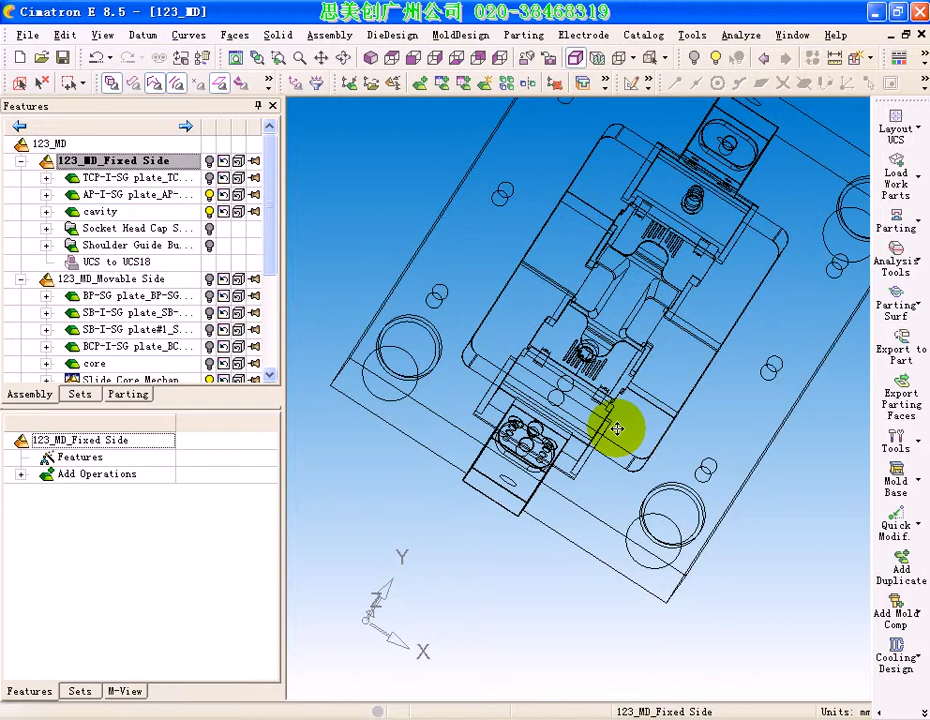 Cimatron E 8.5 - [123_MD]
思美创广州公司 020-38468319
File Edit View Datum Curves Faces Solid Assembly DieDesign MoldDesign Parting Electrode Catalog Tools Analyze Window Help
Features
123_MD
123_MD_Fixed Side
TCP-I-SG plate_TC...
AP-I-SG plate_AP-...
cavity
Socket Head Cap S...
Shoulder Guide Bu...
UCS to UCS18
123_MD_Movable Side
BP-SG plate_BP-SG...
SB-I-SG plate_SB-...
SB-I-SG plate#1_S...
BCP-I-SG plate_BC...
core
Slide Core Mechan...
Assembly Sets Parting
123_MD_Fixed Side
Features
Add Operations
Features Sets M-View
Y
Z
X
Layout UCS
Load Work Parts
Parting
Analysis Tools
Parting Surf
Export to Part
Export Parting Faces
Tools
Mold Base
Quick Modif.
Add Duplicate
Add Mold Comp
Cooling Design
123_MD_Fixed Side
Units: mm